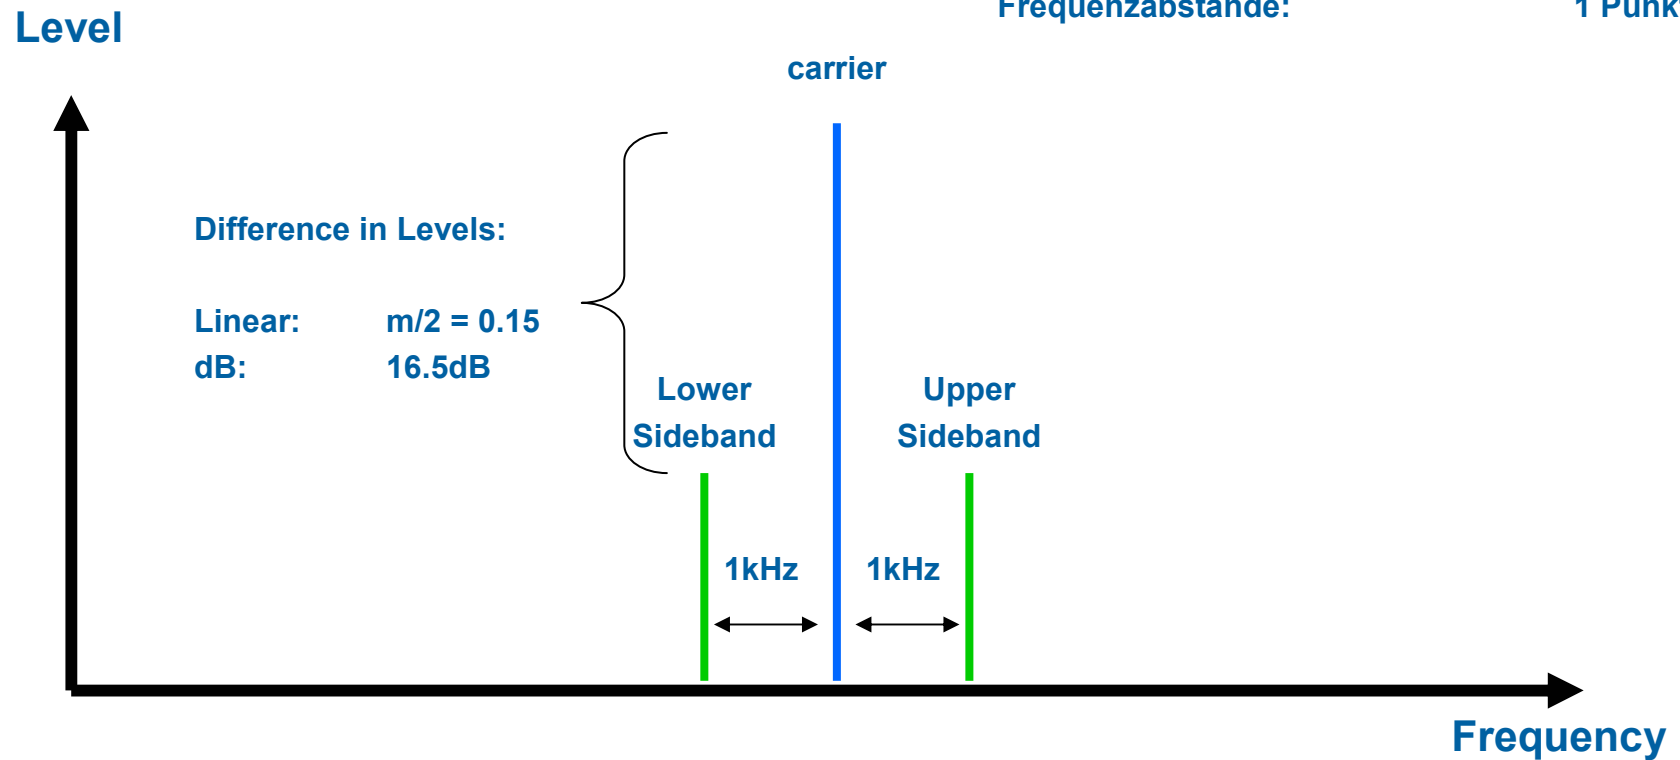 Frequenzabstände: 1
Level
carrier
Difference in Levels:
Linear: m/2 = 0.15
dB: 16.5dB
Lower
Sideband
Upper
Sideband
1kHz 1kHz
Frequency